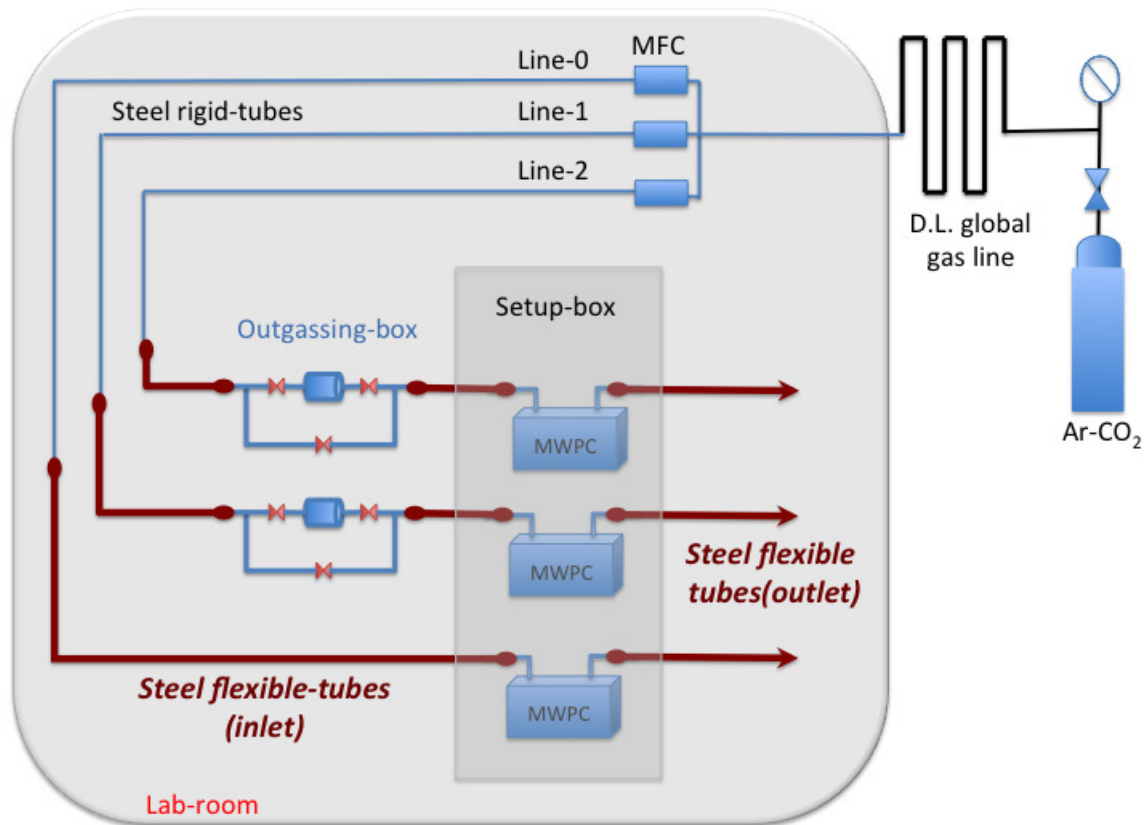 MFC
Line-0
Steel rigid-tubes
Line-1
Line-2
D.L. global
gas line
Setup-box
Outgassing-box
MWPC
Ar-CO₂
MWPC
Steel flexible
tubes(outlet)
Steel flexible-tubes
(inlet)
MWPC
Lab-room